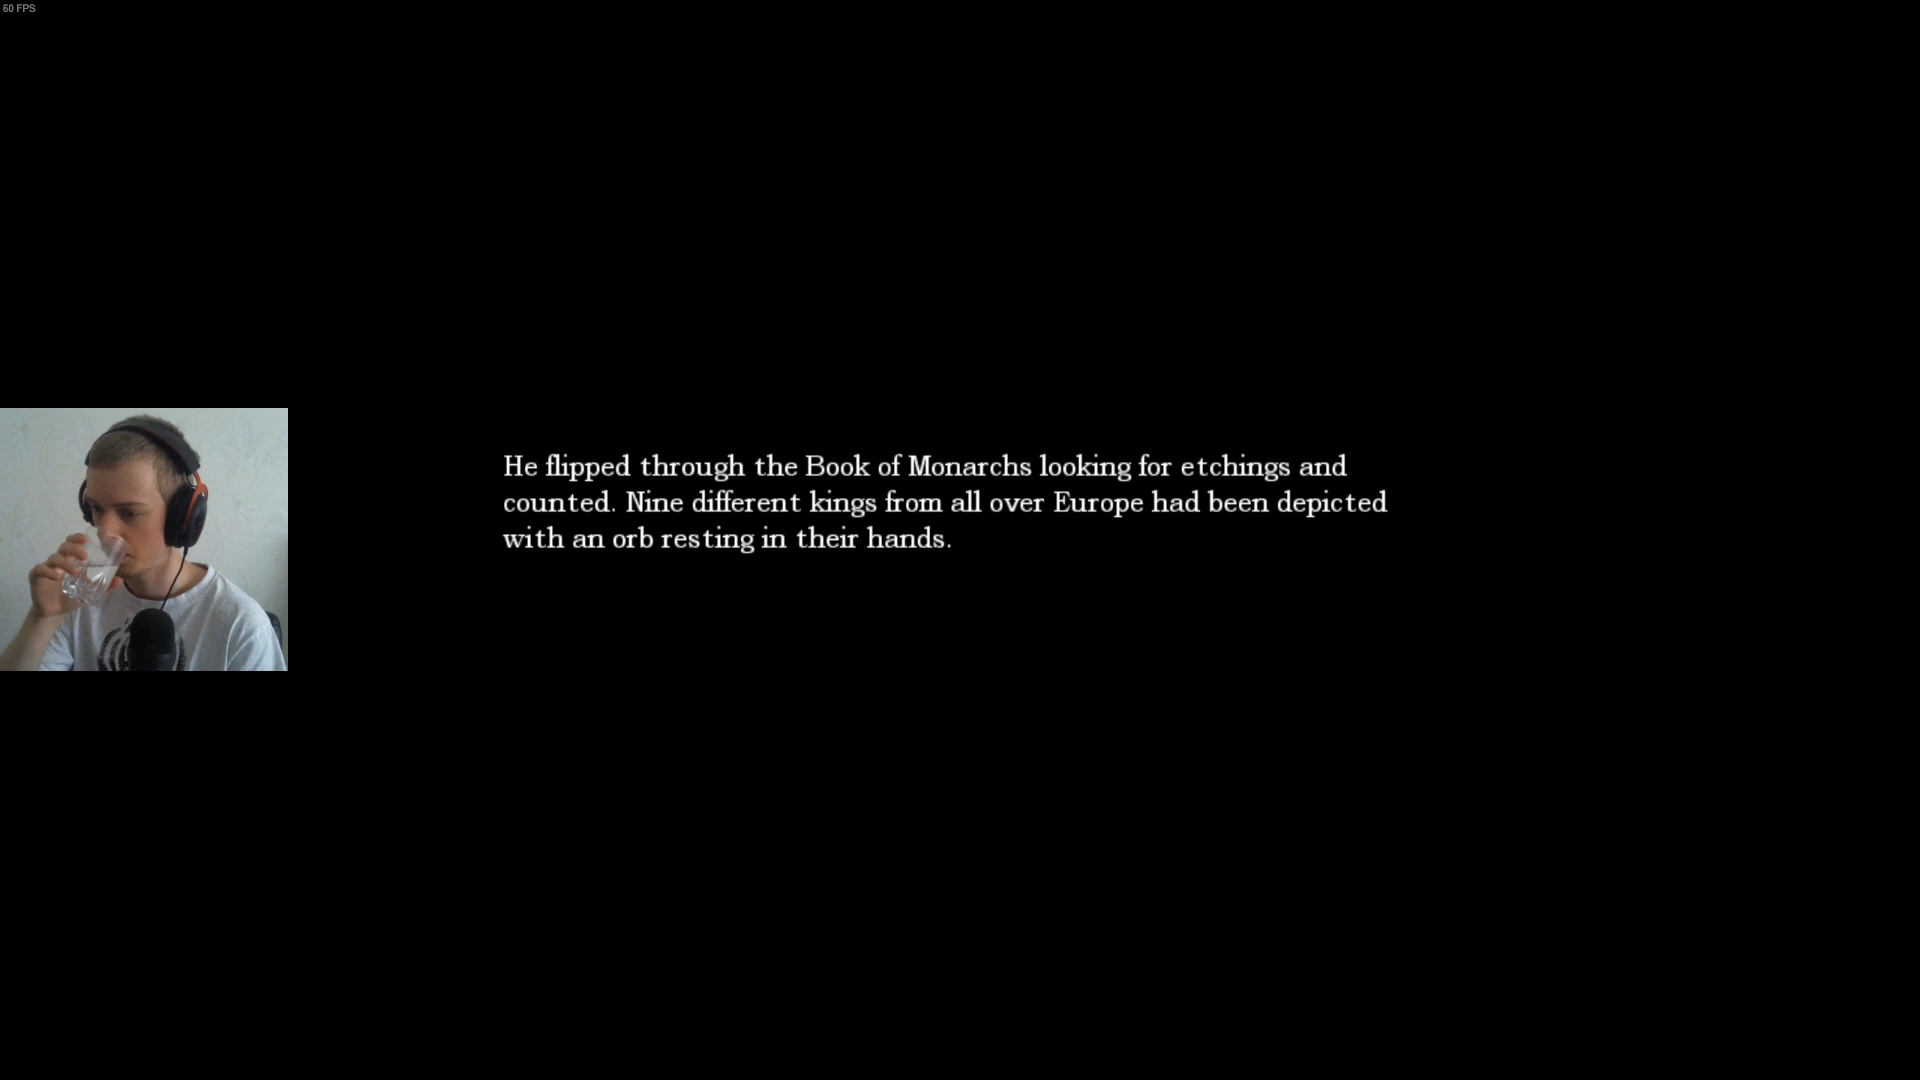 60 FPS
He flipped through the Book of Monarchs looking for etchings and
counted. Nine different kings from all over Europe had been depicted
with an orb resting in their hands.